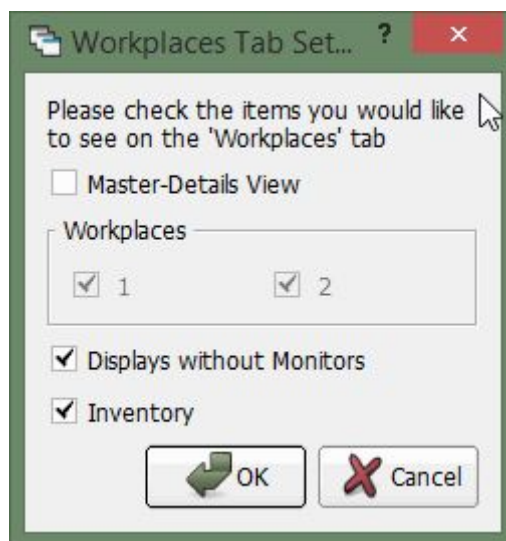 Workplaces Tab Set... ?
Please check the items you would like
to see on the 'Workplaces' tab
Master-Details View
Workplaces
1 2
Displays without Monitors
Inventory
OK Cancel